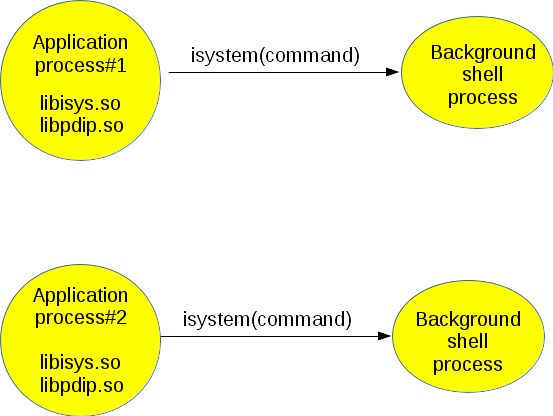 Application
process#1
libisys.so
libpdip.so
isystem(command)
Background
shell
process
Application
process#2
libisys.so
libpdip.so
isystem(command)
Background
shell
process